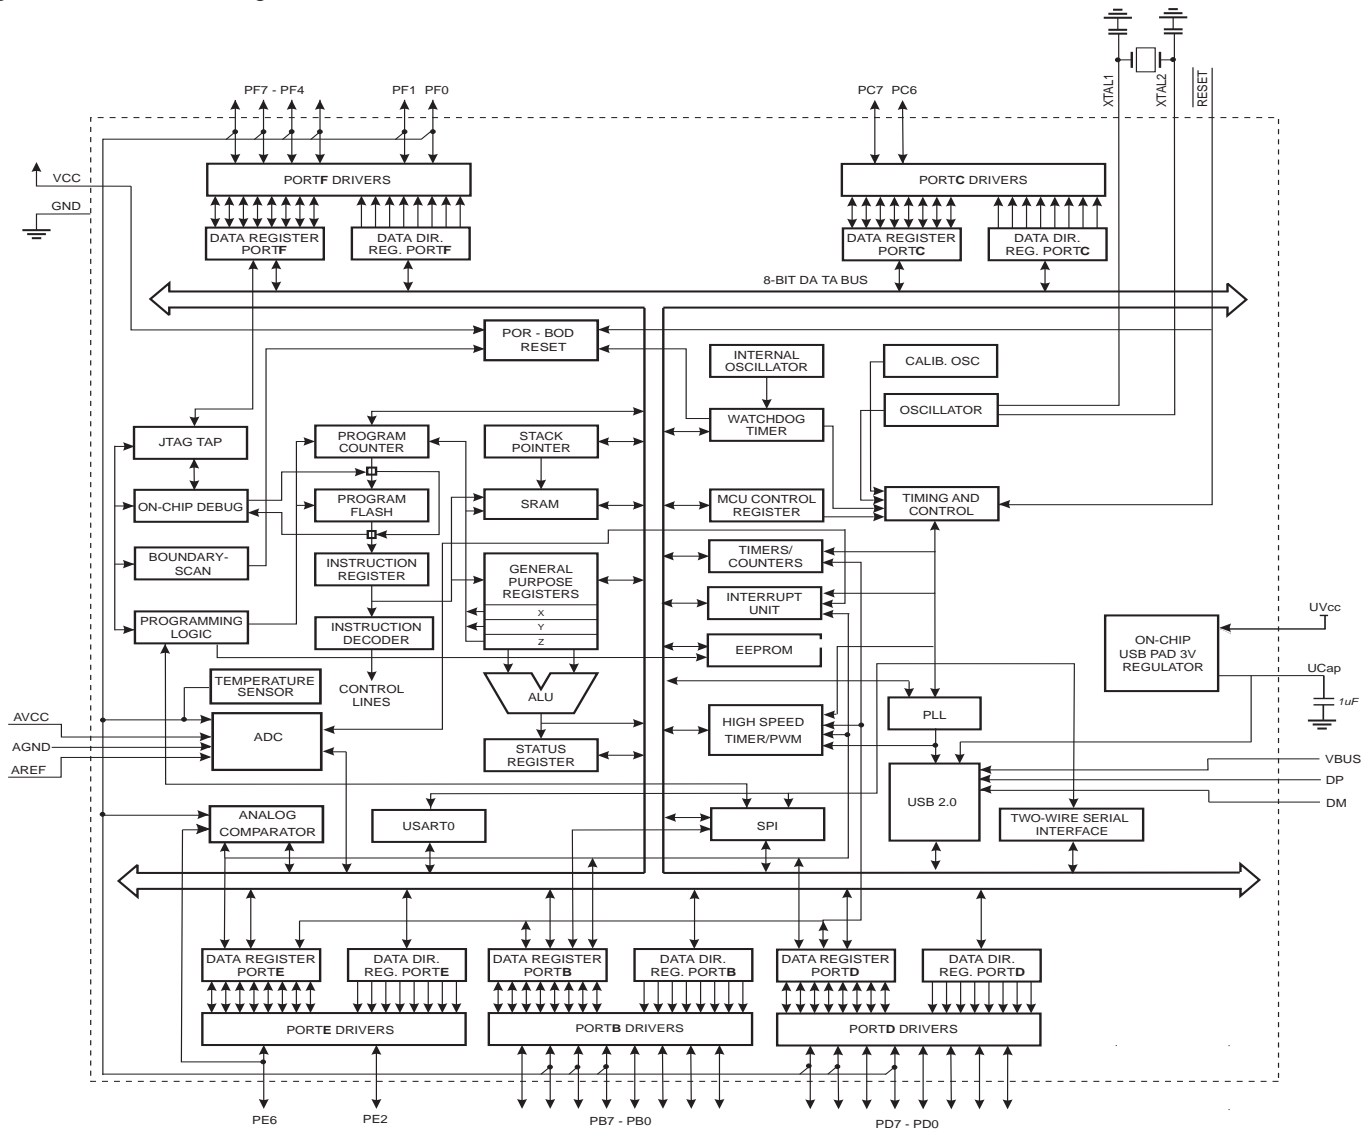 XTAL1
XTAL2
RESET
PF7 - PF4
PF1
PF0
PC7
PC6
VCC
GND
PORTF DRIVERS
PORTC DRIVERS
DATA REGISTER
PORTF
DATA DIR.
REG. PORTF
DATA REGISTER
PORTC
DATA DIR.
REG. PORTC
8-BIT DA TA BUS
POR - BOD
RESET
INTERNAL
OSCILLATOR
CALIB. OSC
OSCILLATOR
WATCHDOG
TIMER
JTAG TAP
PROGRAM
COUNTER
STACK
POINTER
ON-CHIP DEBUG
PROGRAM
FLASH
SRAM
MCU CONTROL
REGISTER
TIMING AND
CONTROL
BOUNDARY-
SCAN
INSTRUCTION
REGISTER
GENERAL
PURPOSE
REGISTERS
X
Y
Z
TIMERS/
COUNTERS
INTERRUPT
UNIT
PROGRAMMING
LOGIC
INSTRUCTION
DECODER
EEPROM
UVcc
ON-CHIP
USB PAD 3V
REGULATOR
UCap
1uF
TEMPERATURE
SENSOR
CONTROL
LINES
ALU
PLL
AVCC
AGND
AREF
ADC
HIGH SPEED
TIMER/PWM
STATUS
REGISTER
VBUS
DP
DM
ANALOG
COMPARATOR
USART0
SPI
USB 2.0
TWO-WIRE SERIAL
INTERFACE
DATA REGISTER
PORTE
DATA DIR.
REG. PORTE
DATA REGISTER
PORTB
DATA DIR.
REG. PORTB
DATA REGISTER
PORTD
DATA DIR.
REG. PORTD
PORTE DRIVERS
PORTB DRIVERS
PORTD DRIVERS
PE6
PE2
PB7 - PB0
PD7 - PD0